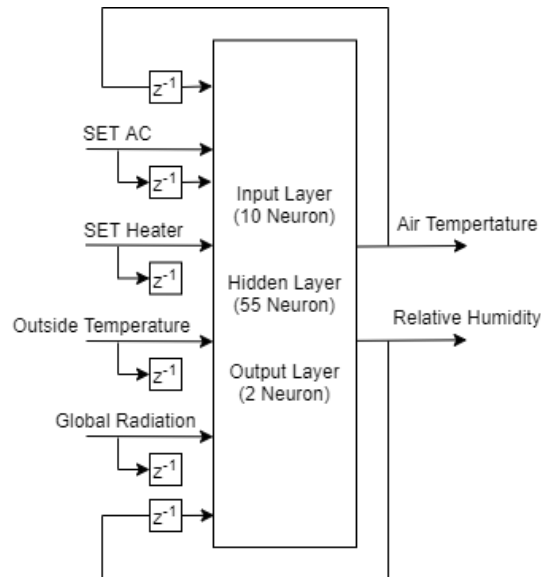 z-1
SET AC
z-1
SET Heater
z-1
Outside Temperature
z-1
Global Radiation
z-1
z-1
Input Layer
(10 Neuron)
Hidden Layer
(55 Neuron)
Output Layer
(2 Neuron)
Air Tempertature
Relative Humidity